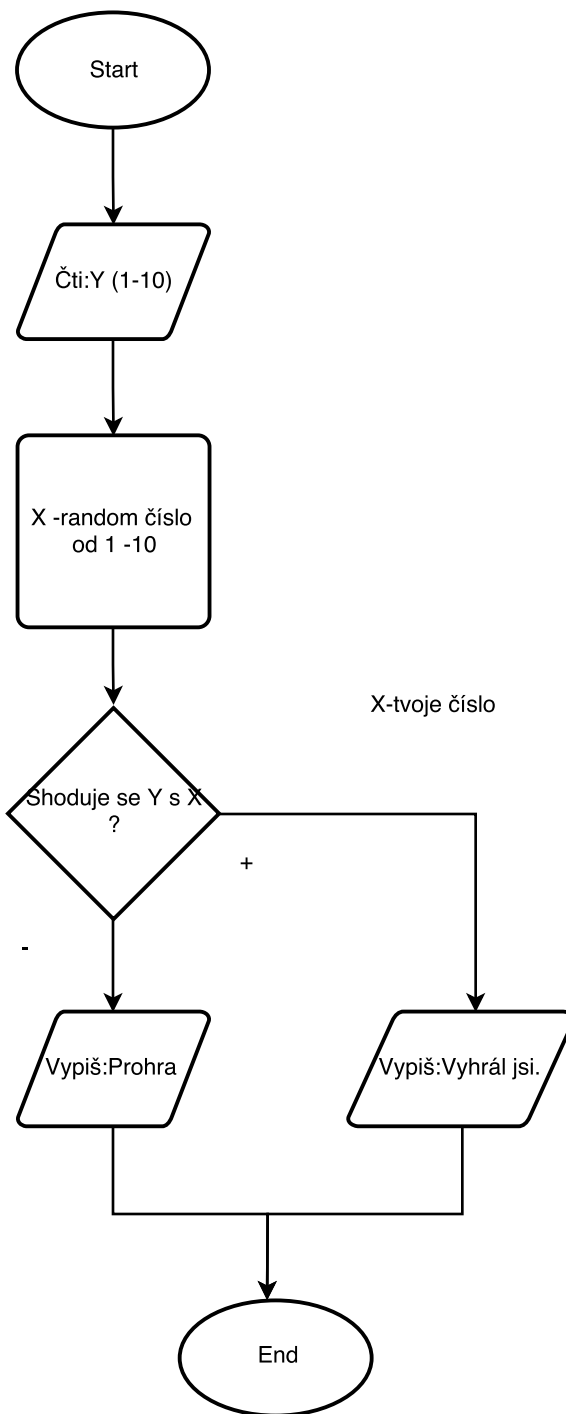 Start
Čti:Y (1-10)
X -random číslo
od 1 -10
X-tvoje číslo
Shoduje se Y s X
?
+
-
Vypiš:Prohra
Vypiš:Vyhrál jsi.
End